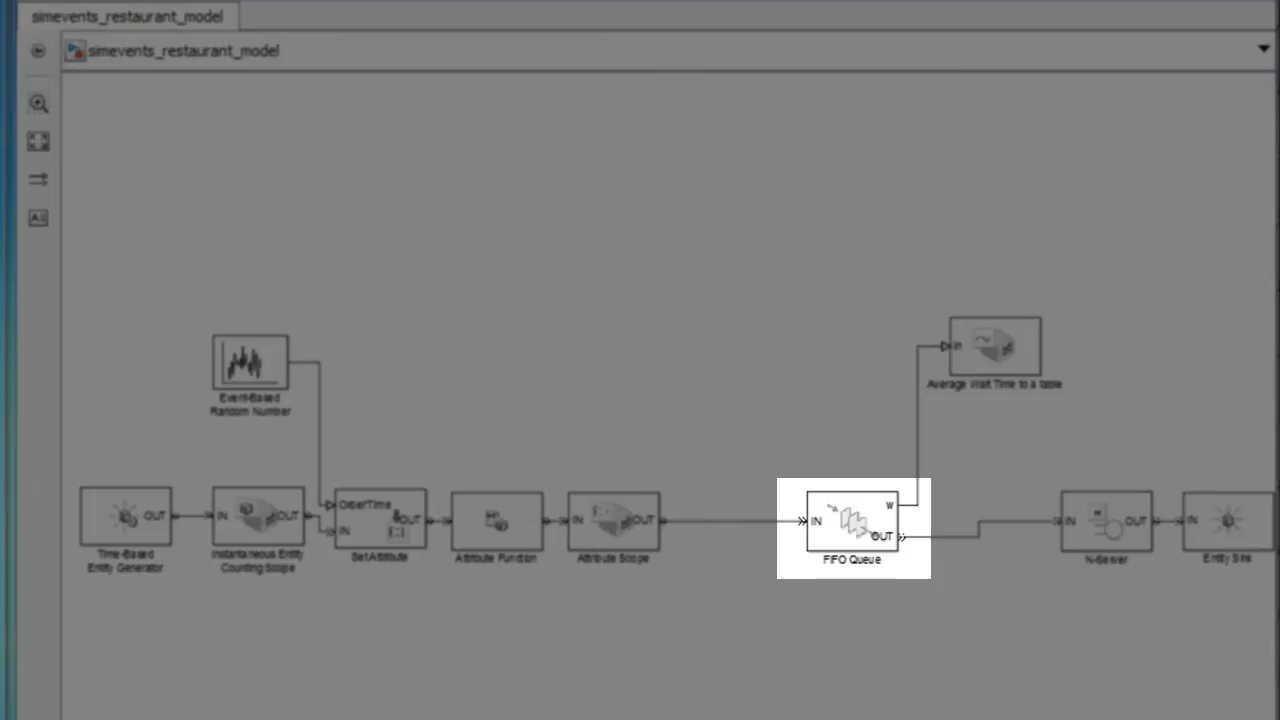 simevents_restaurant_model
simevents_restaurant_model
Event-Based
Random Number
In
Average Wait Time to a table
OUT
Time-Based
Entity Generator
IN
OUT
Instantaneous Entity
Counting Scope
OrderTime
IN
OUT
Set Attribute
Attribute Function
IN
OUT
Attribute Scope
IN
w
OUT
FIFO Queue
IN
OUT
N-Server
IN
Entity Sink